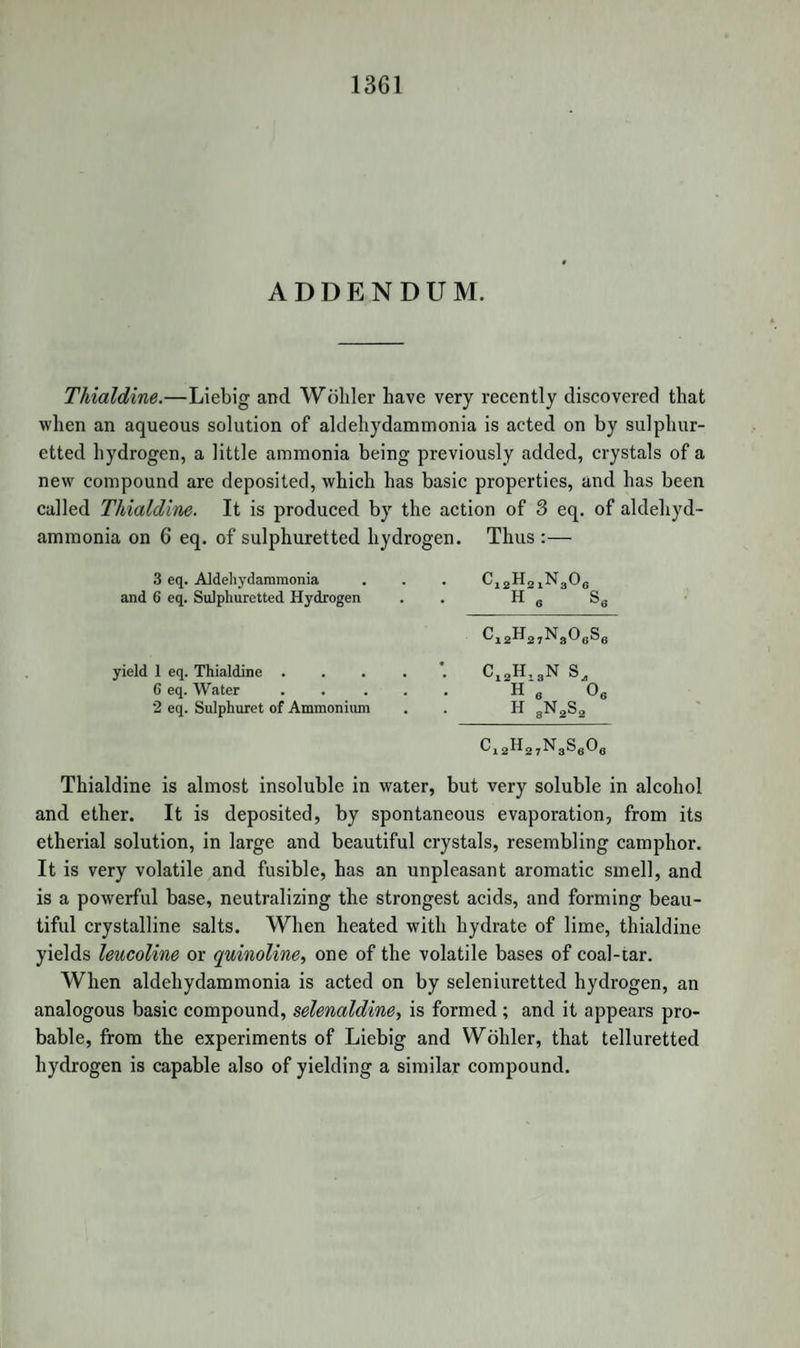 1361
ADDENDUM.
Thialdine.—Liebig and Wöhler have very recently discovered that
when an aqueous solution of aldehydammonia is acted on by sulphur-
etted hydrogen, a little ammonia being previously added, crystals of a
new compound are deposited, which has basic properties, and has been
called Thialdine. It is produced by the action of 3 eq. of aldehyd-
ammonia on 6 eq. of sulphuretted hydrogen. Thus :—
3 eq. Aldehydammonia . . . C₁₂H₂₁N₃O₆
and 6 eq. Sulphuretted Hydrogen . . H ₆ S₆
C₁₂H₂₇N₃O₆S₆
yield 1 eq. Thialdine . . . . . C₁₂H₁₃N S₄
6 eq. Water . . . . . H ₆ O₆
2 eq. Sulphuret of Ammonium . . H ₈N₂S₂
C₁₂H₂₇N₃S₆O₆
Thialdine is almost insoluble in water, but very soluble in alcohol
and ether. It is deposited, by spontaneous evaporation, from its
etherial solution, in large and beautiful crystals, resembling camphor.
It is very volatile and fusible, has an unpleasant aromatic smell, and
is a powerful base, neutralizing the strongest acids, and forming beau-
tiful crystalline salts. When heated with hydrate of lime, thialdine
yields leucoline or quinoline, one of the volatile bases of coal-tar.
When aldehydammonia is acted on by seleniuretted hydrogen, an
analogous basic compound, selenaldine, is formed ; and it appears pro-
bable, from the experiments of Liebig and Wöhler, that telluretted
hydrogen is capable also of yielding a similar compound.